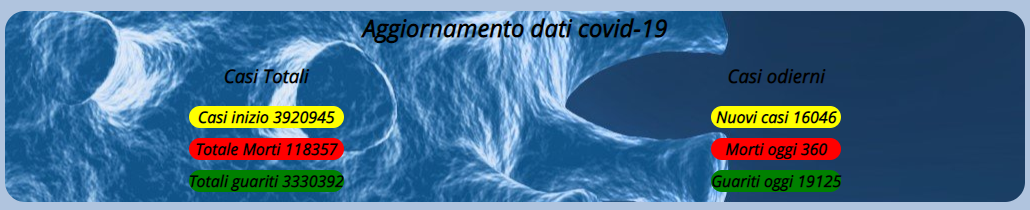 Aggiornamento dati covid-19
Casi Totali
Casi inizio 3920945
Totale Morti 118357
Totali guariti 3330392
Casi odierni
Nuovi casi 16046
Morti oggi 360
Guariti oggi 19125